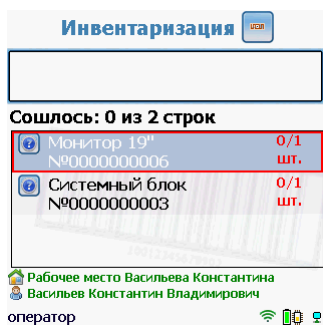 Инвентаризация
Сошлось: 0 из 2 строк
Монитор 19" 0/1
№0000000006 шт.
Системный блок 0/1
№0000000003 шт.
Рабочее место Васильева Константина
Васильев Константин Владимирович
оператор